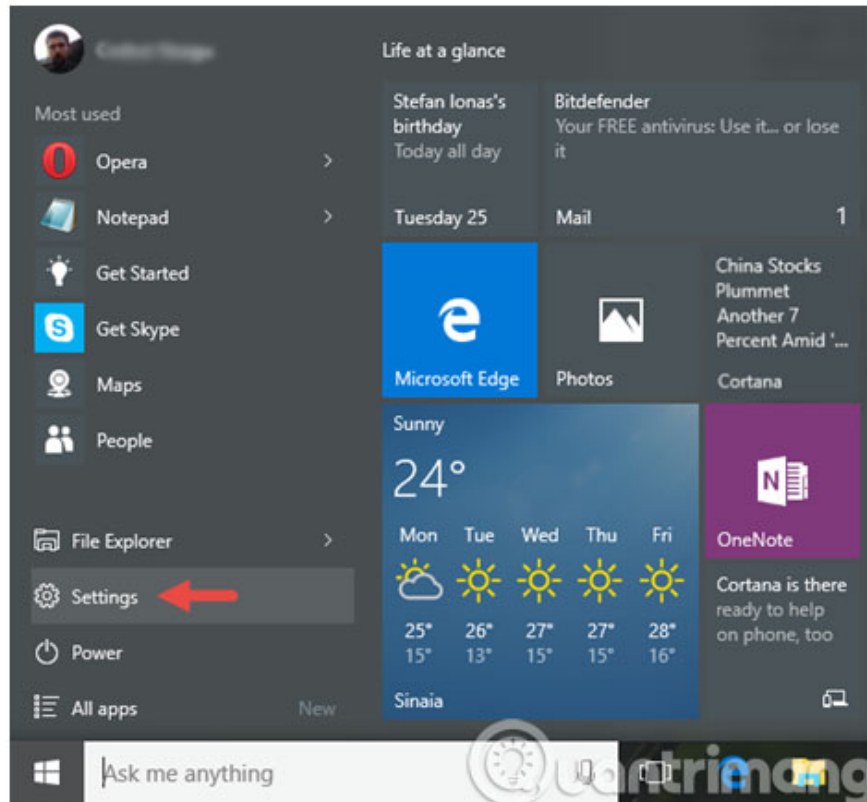 Life at a glance
Most used
Opera
Notepad
Get Started
Get Skype
Maps
People
File Explorer
Settings
Power
All apps
New
Stefan Ionas's
birthday
Today all day
Tuesday 25
Bitdefender
Your FREE antivirus: Use it... or lose
it
Mail
1
Microsoft Edge
Photos
China Stocks
Plummet
Another 7
Percent Amid '...
Cortana
Sunny
24°
Mon Tue Wed Thu Fri
25° 26° 27° 27° 28°
15° 13° 15° 15° 16°
Sinaia
N
OneNote
Cortana is there
ready to help
on phone, too
Ask me anything
Quantrimang